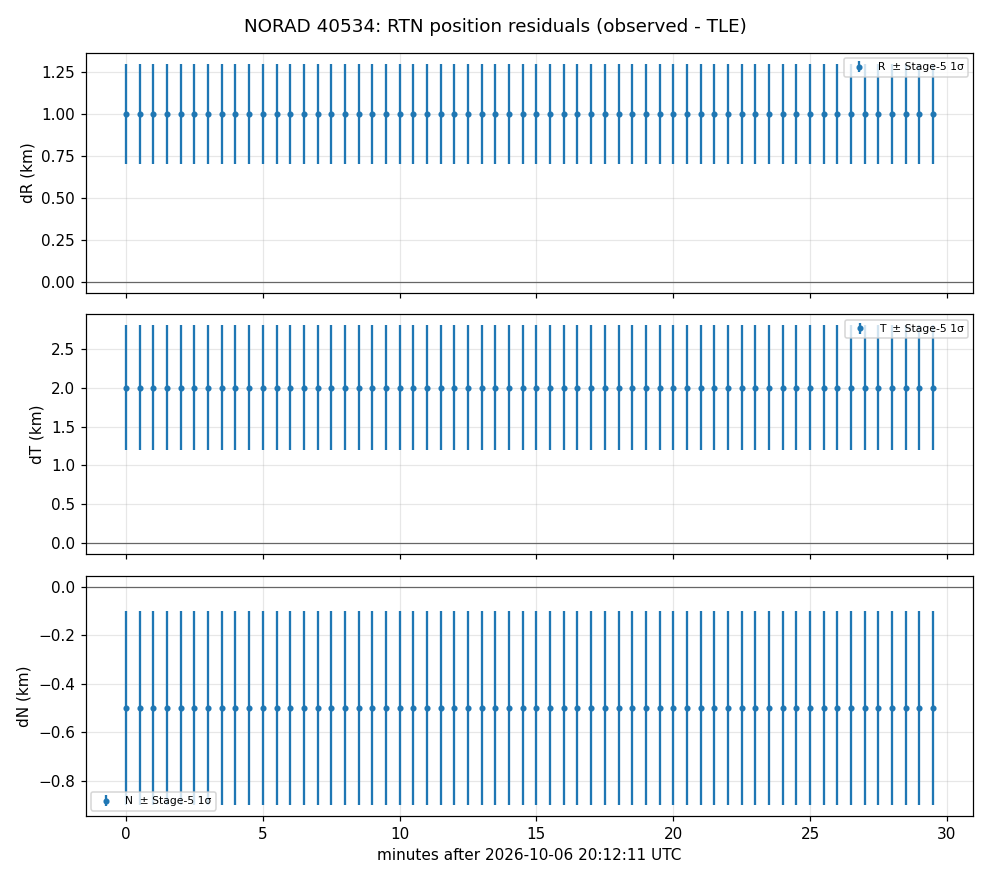 NORAD 40534: RTN position residuals (observed - TLE)
R ± Stage-5 1σ
1.25
1.00
0.75
0.50
0.25
0.00
dR (km)
T ± Stage-5 1σ
2.5
2.0
1.5
1.0
0.5
0.0
dT (km)
0.0
−0.2
−0.4
−0.6
−0.8
dN (km)
N ± Stage-5 1σ
0 5 10 15 20 25 30
minutes after 2026-10-06 20:12:11 UTC